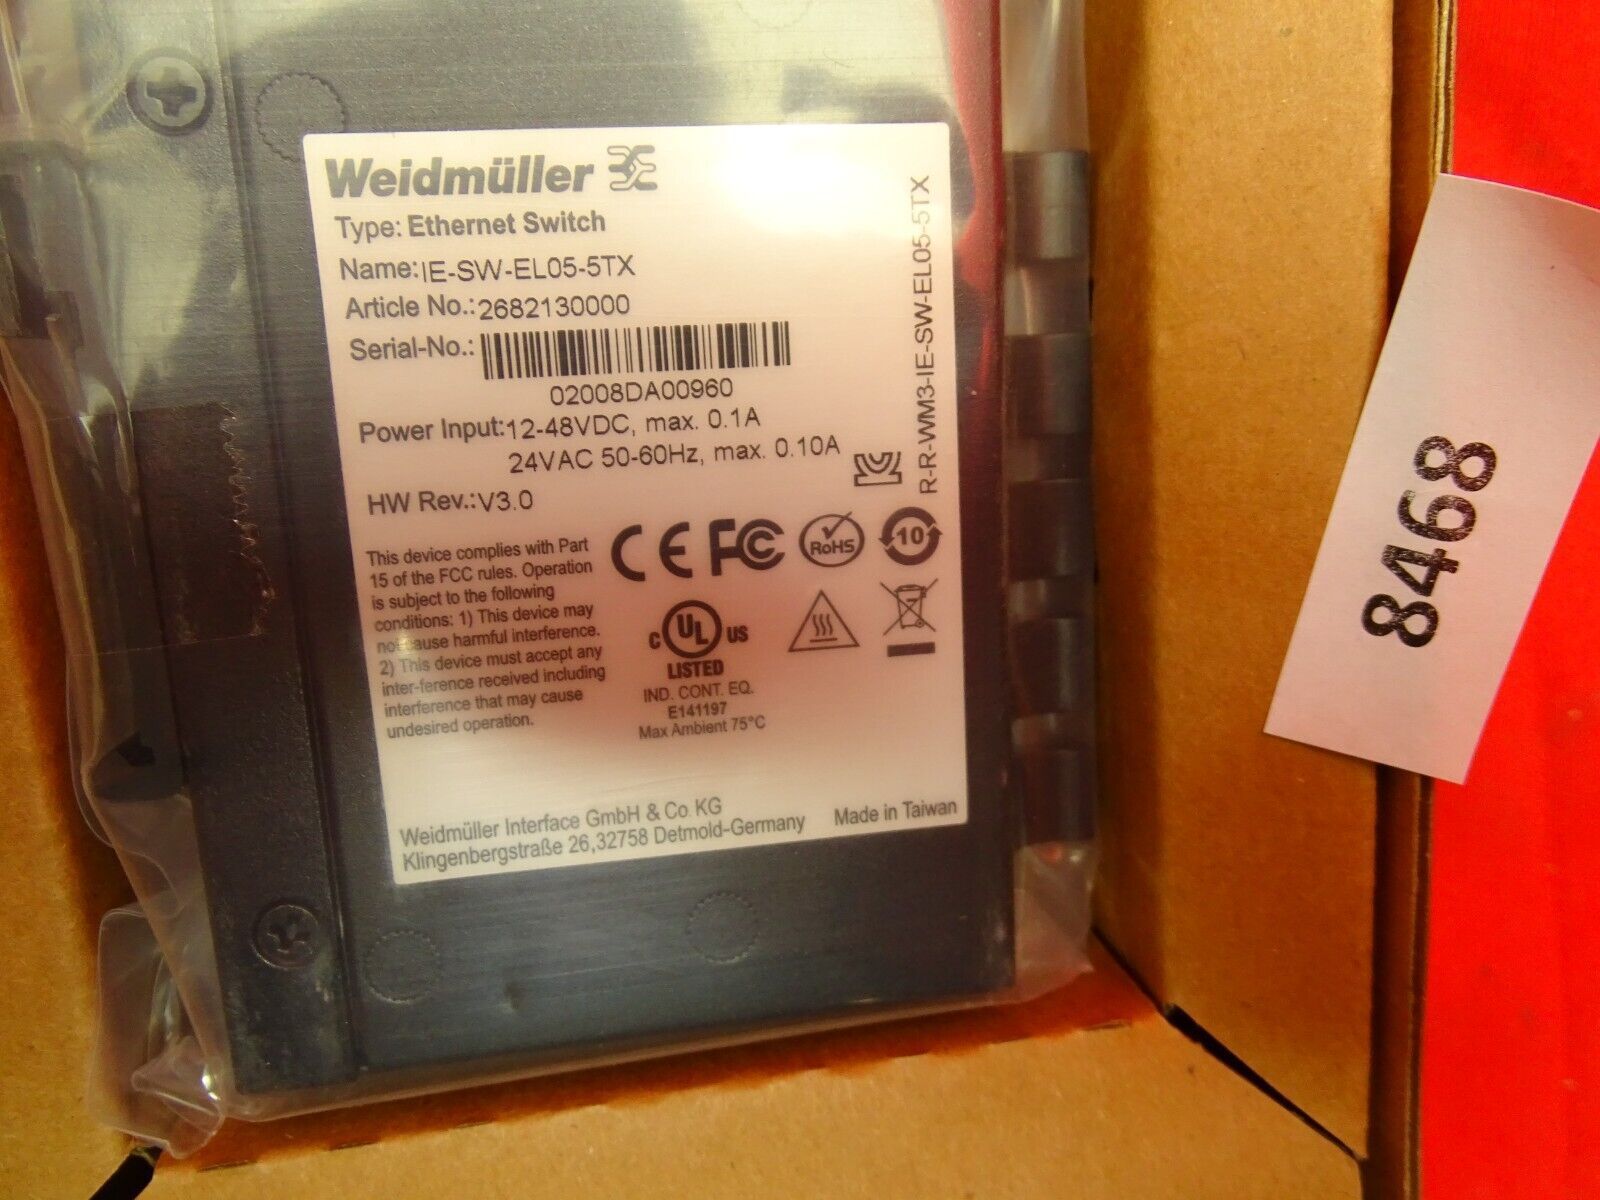 Weidmüller
Type: Ethernet Switch
Name:IE-SW-EL05-5TX
Article No.:2682130000
Serial-No.:
02008DA00960
Power Input:12-48VDC, max. 0.1A
24VAC 50-60Hz, max. 0.10A
HW Rev.:V3.0
R-R-WM3-IE-SW-EL05-5TX
This device complies with Part
15 of the FCC rules. Operation
is subject to the following
conditions: 1) This device may
not cause harmful interference.
2) This device must accept any
inter-ference received including
interference that may cause
undesired operation.
CE FC RoHS 10
c UL US
LISTED
IND. CONT. EQ.
E141197
Max Ambient 75°C
Weidmüller Interface GmbH & Co. KG
Klingenbergstraße 26,32758 Detmold-Germany
Made in Taiwan
8468